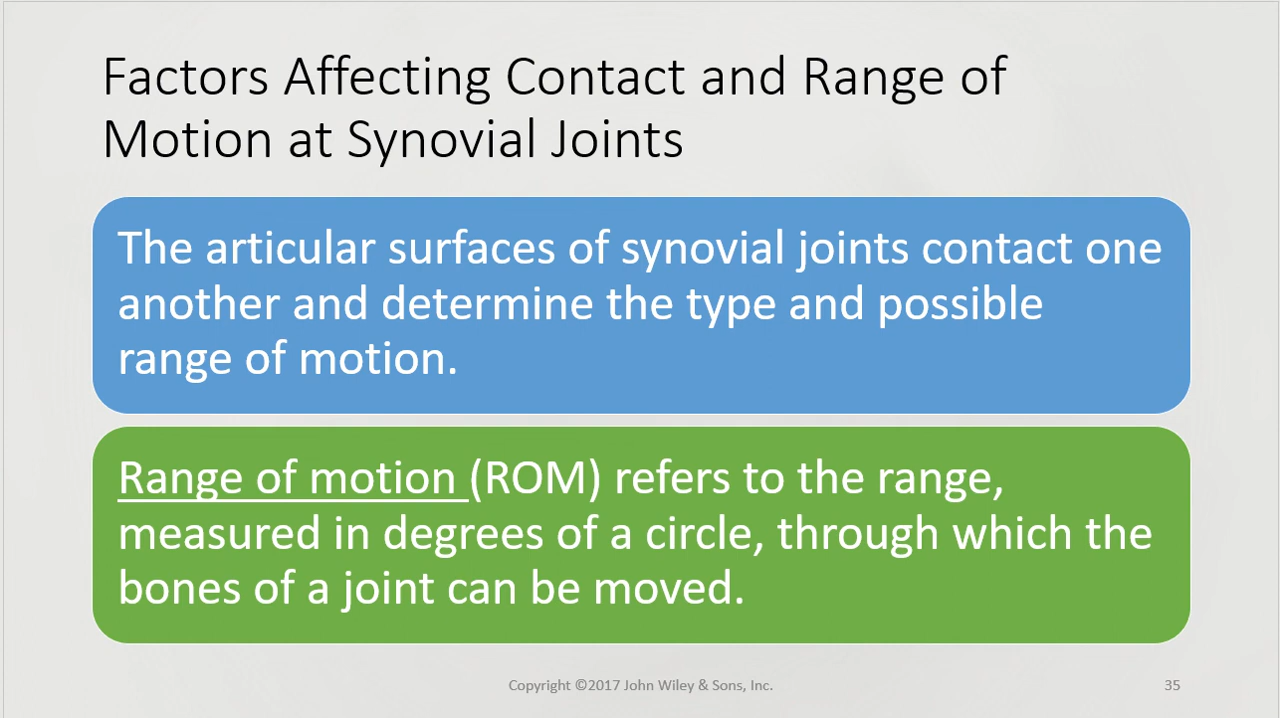 Factors Affecting Contact and Range of
Motion at Synovial Joints
The articular surfaces of synovial joints contact one
another and determine the type and possible
range of motion.
Range of motion (ROM) refers to the range,
measured in degrees of a circle, through which the
bones of a joint can be moved.
Copyright ©2017 John Wiley & Sons, Inc.
35